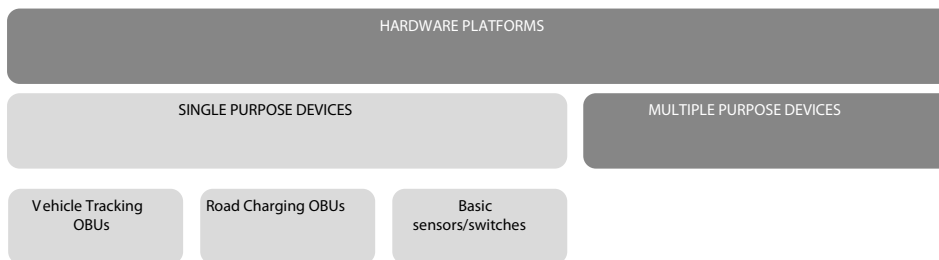 HARDWARE PLATFORMS
SINGLE PURPOSE DEVICES
MULTIPLE PURPOSE DEVICES
Vehicle Tracking
OBUs
Road Charging OBUs
Basic
sensors/switches